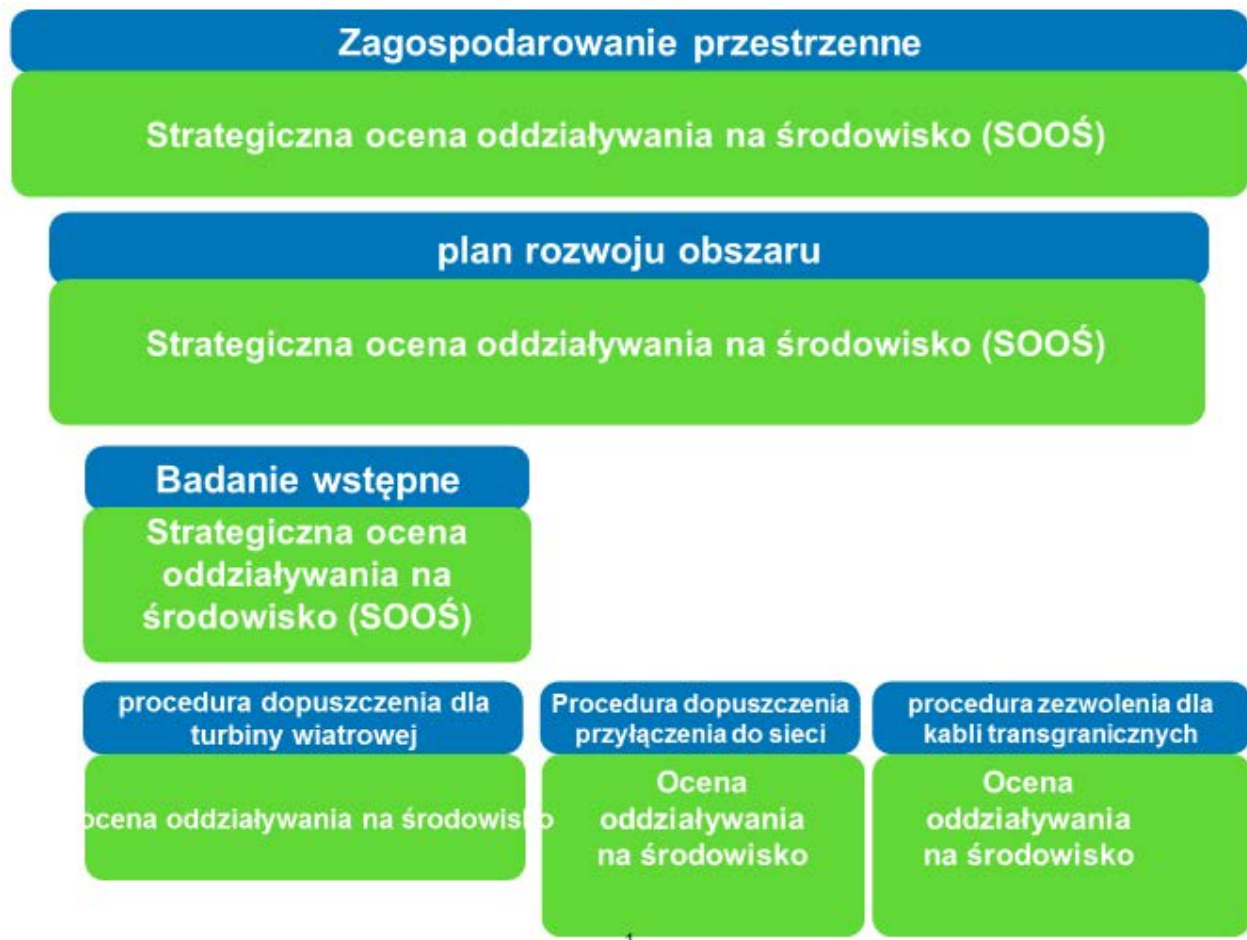 Zagospodarowanie przestrzenne
Strategiczna ocena oddziaływania na środowisko (SOOŚ)
plan rozwoju obszaru
Strategiczna ocena oddziaływania na środowisko (SOOŚ)
Badanie wstępne
Strategiczna ocena
oddziaływania na
środowisko (SOOŚ)
procedura dopuszczenia dla
turbiny wiatrowej
ocena oddziaływania na środowisko
Procedura dopuszczenia
przyłączenia do sieci
Ocena
oddziaływania
na środowisko
procedura zezwolenia dla
kabli transgranicznych
Ocena
oddziaływania
na środowisko